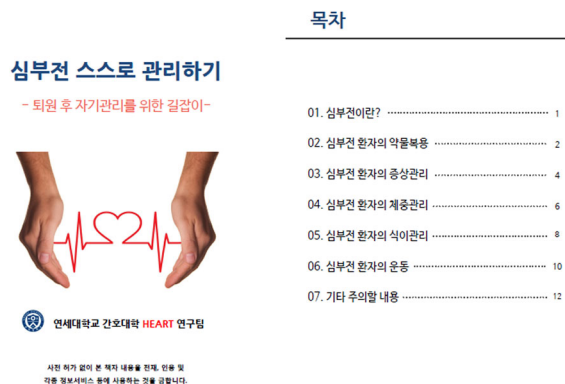 심부전 스스로 관리하기
- 퇴원 후 자기관리를 위한 길잡이-
연세대학교 간호대학 HEART 연구팀
사전 허가 없이 본 책자 내용을 전재, 인용 및
각종 정보서비스 등에 사용하는 것을 금합니다.
목차
01. 심부전이란? 1
02. 심부전 환자의 약물복용 2
03. 심부전 환자의 증상관리 4
04. 심부전 환자의 체중관리 6
05. 심부전 환자의 식이관리 8
06. 심부전 환자의 운동 10
07. 기타 주의할 내용 12